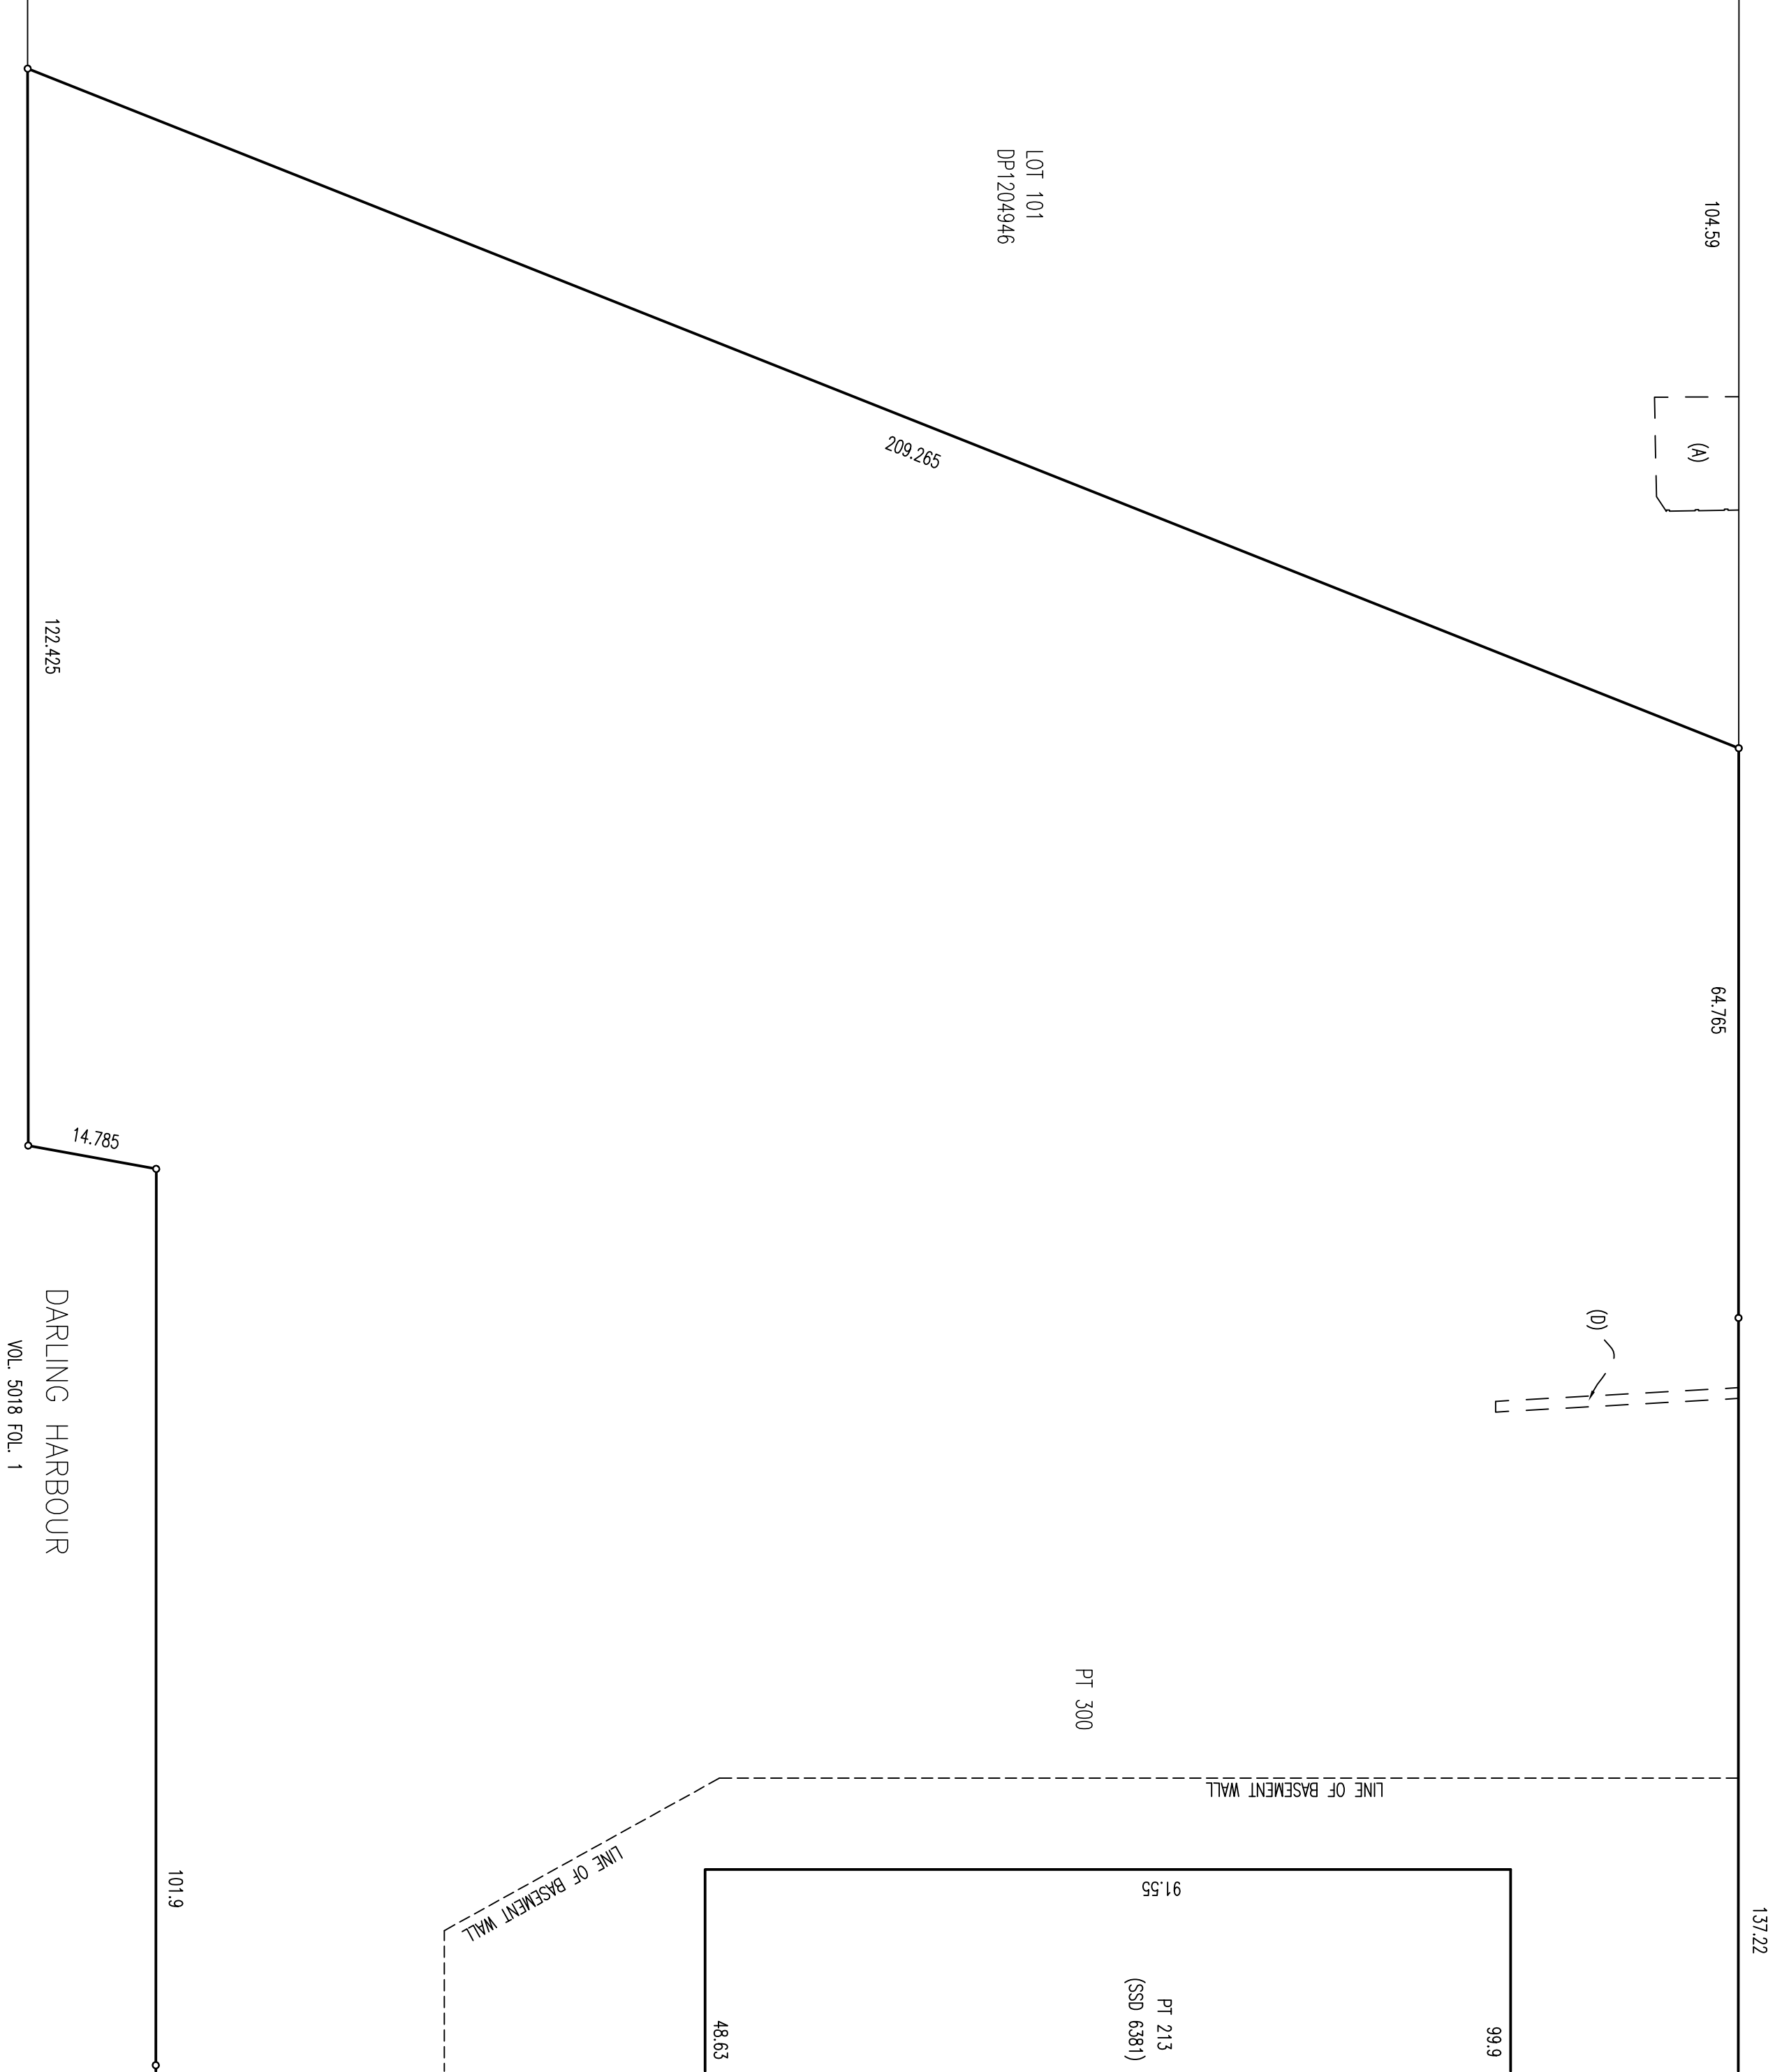 104.59
LOT 101
DP1204946
(A)
209.265
122.425
64.765
14.785
(D)
DARLING HARBOUR
VOL. 5018 FOL. 1
PT 300
LINE OF BASEMENT WALL
LINE OF BASEMENT WALL
101.9
91.55
137.22
PT 213
(SSD 6381)
48.63
99.9